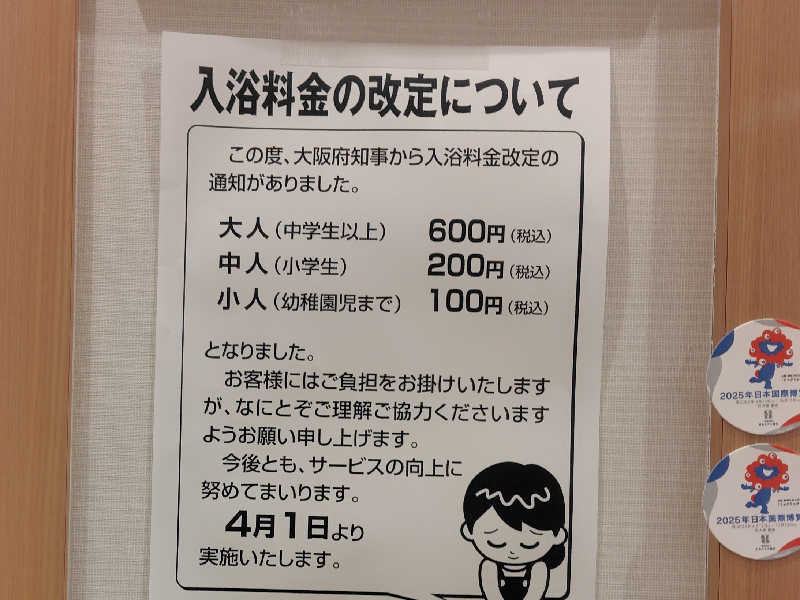 入浴料金の改定について
この度、大阪府知事から入浴料金改定の
通知がありました。
大人（中学生以上） 600円（税込）
中人（小学生） 200円（税込）
小人（幼稚園児まで） 100円（税込）
となりました。
お客様にはご負担をお掛けいたします
が、なにとぞご理解ご協力くださいます
ようお願い申し上げます。
今後とも、サービスの向上に
努めてまいります。
4月1日より
実施いたします。
2025年日本国際博
2025年日本国際博